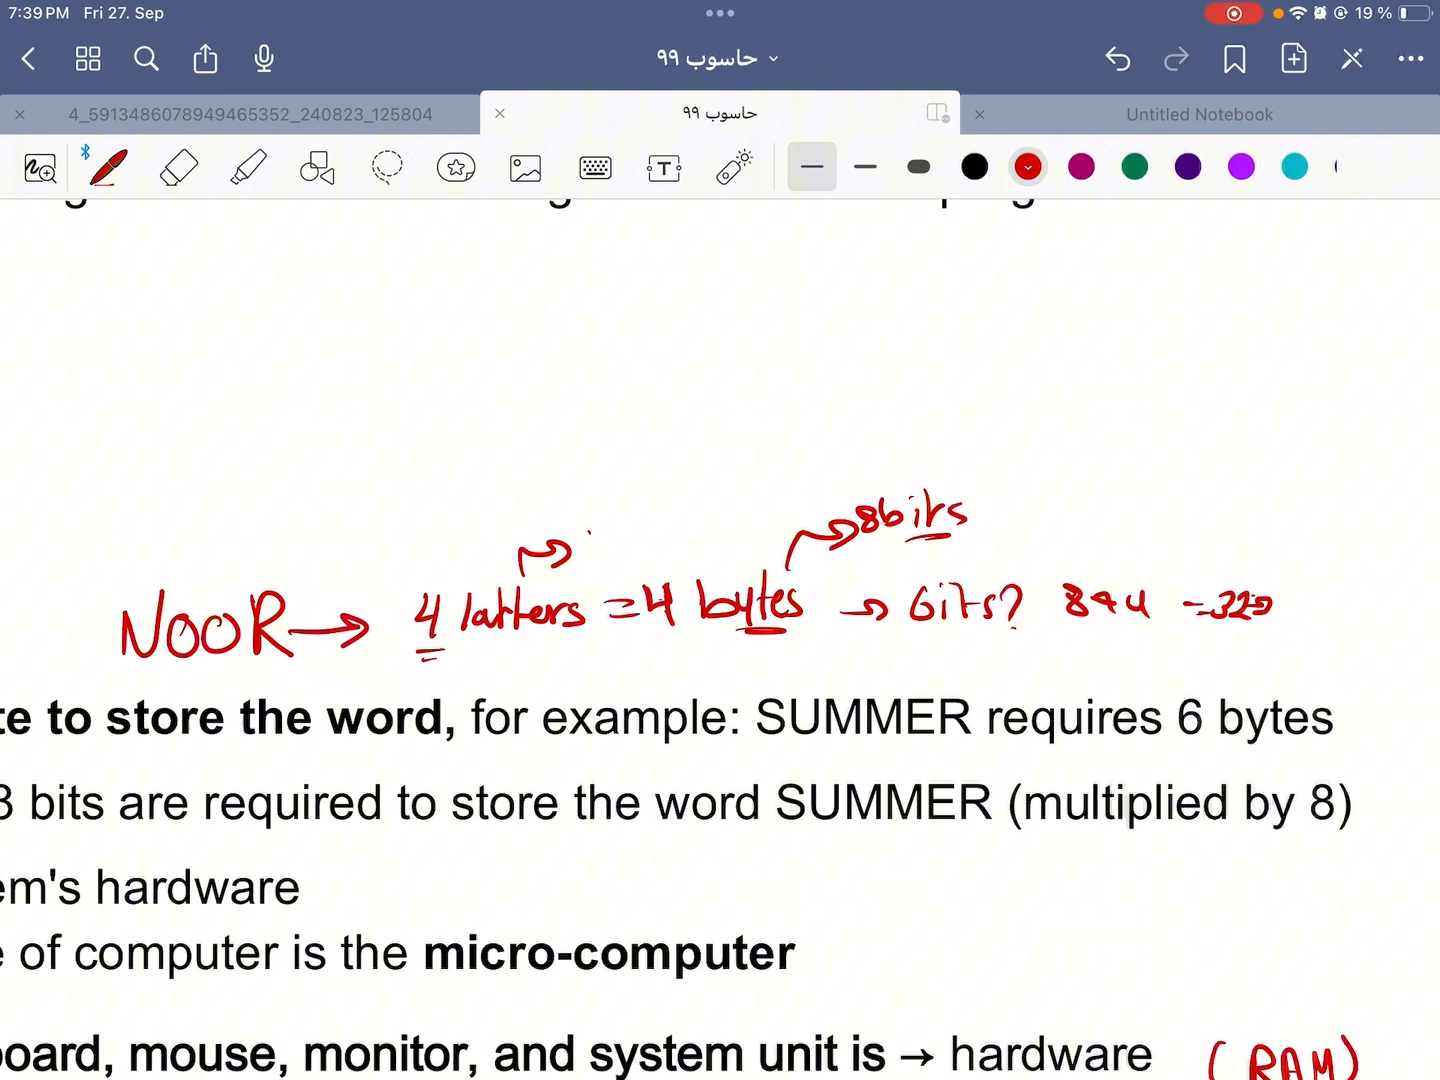 7:39 PM Fri 27. Sep
19 %
حاسوب ٩٩
4_5913486078949465352_240823_125804
حاسوب ٩٩
Untitled Notebook
8bits
NOOR → 4 latters = 4 bytes → bits? 8*4 = 32
te to store the word, for example: SUMMER requires 6 bytes
8 bits are required to store the word SUMMER (multiplied by 8)
em's hardware
e of computer is the micro-computer
board, mouse, monitor, and system unit is → hardware (RAM)